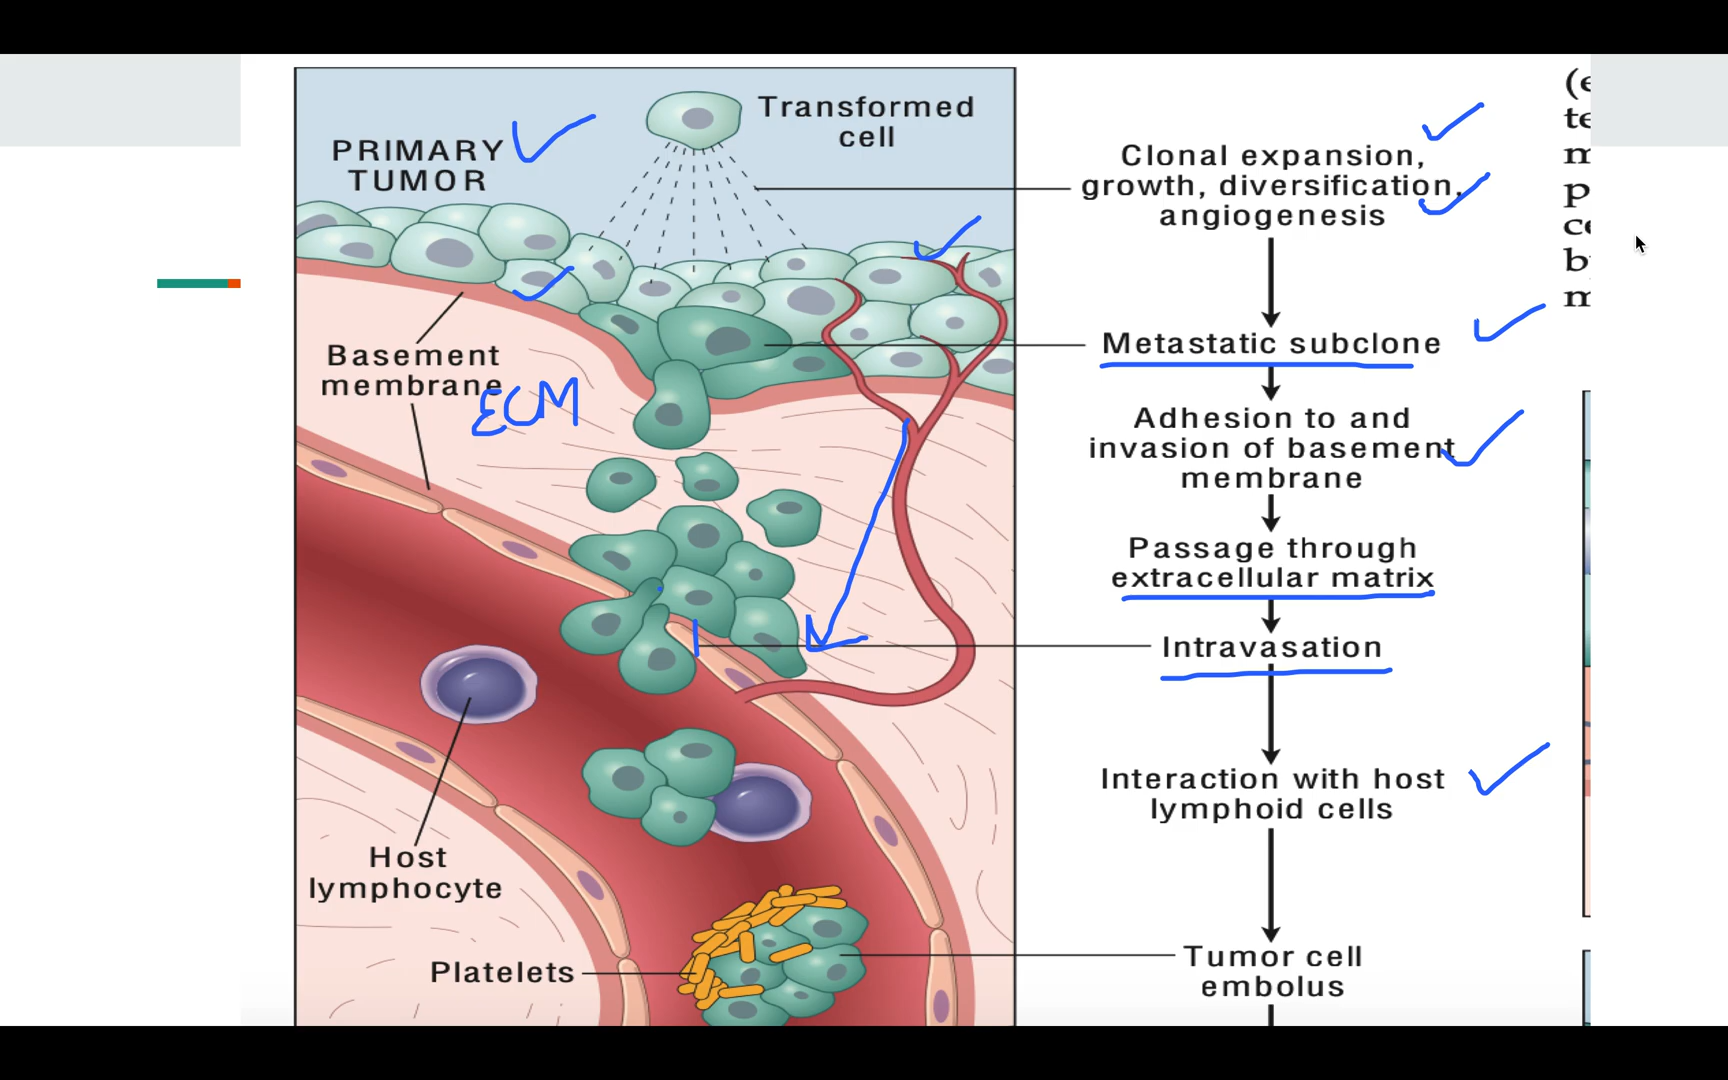 PRIMARY
TUMOR
Transformed
cell
Basement
membrane
ECM
Host
lymphocyte
Platelets
Clonal expansion,
growth, diversification,
angiogenesis
Metastatic subclone
Adhesion to and
invasion of basement
membrane
Passage through
extracellular matrix
Intravasation
Interaction with host
lymphoid cells
Tumor cell
embolus